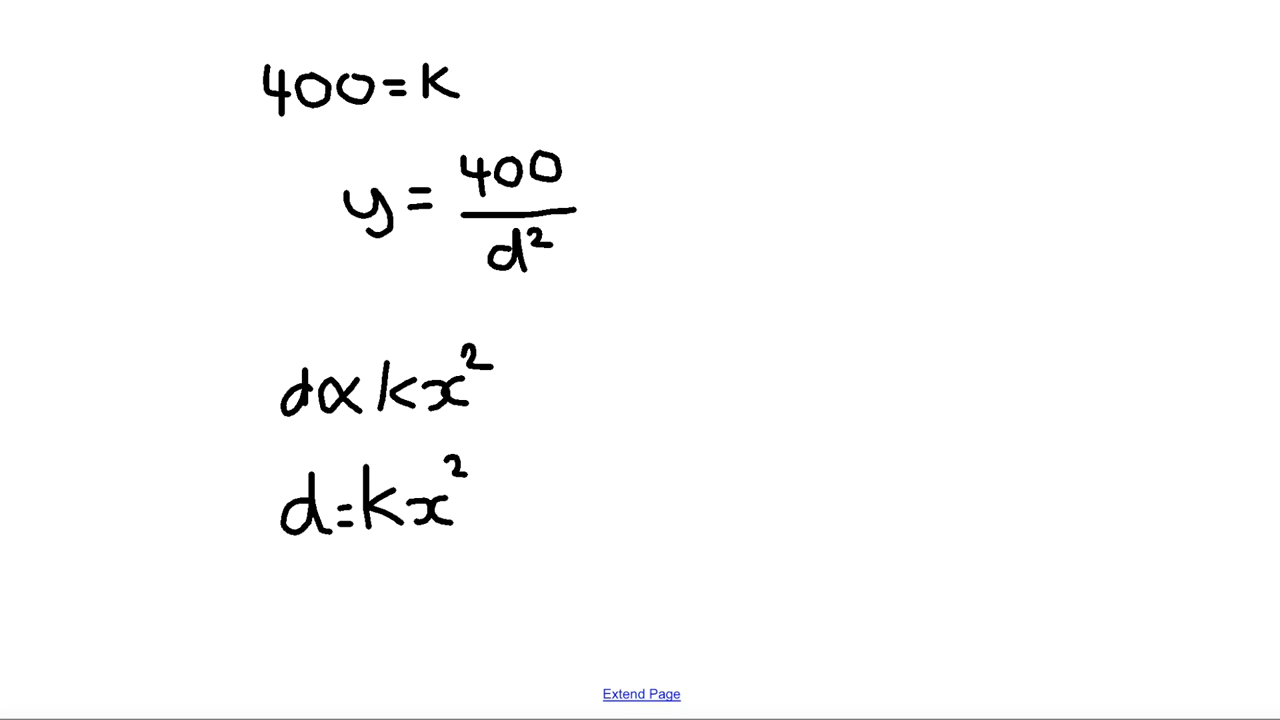 400=k
y = 400/d²
d∝kx²
d=kx²
Extend Page